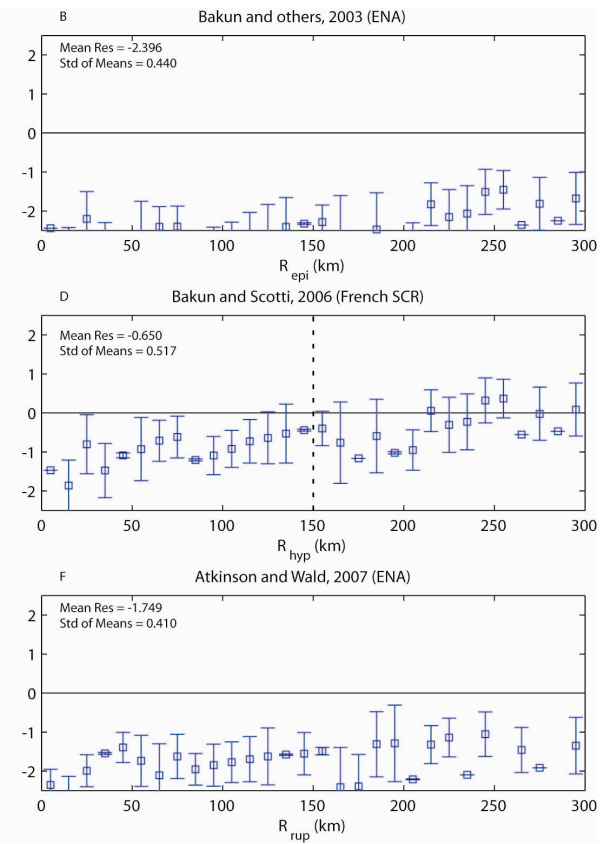 B Bakun and others, 2003 (ENA)
Mean Res = -2.396
Std of Means = 0.440
2
1
0
-1
-2
0 50 100 150 200 250 300
R epi (km)
D Bakun and Scotti, 2006 (French SCR)
Mean Res = -0.650
Std of Means = 0.517
2
1
0
-1
-2
0 50 100 150 200 250 300
R hyp (km)
F Atkinson and Wald, 2007 (ENA)
Mean Res = -1.749
Std of Means = 0.410
2
1
0
-1
-2
0 50 100 150 200 250 300
R rup (km)